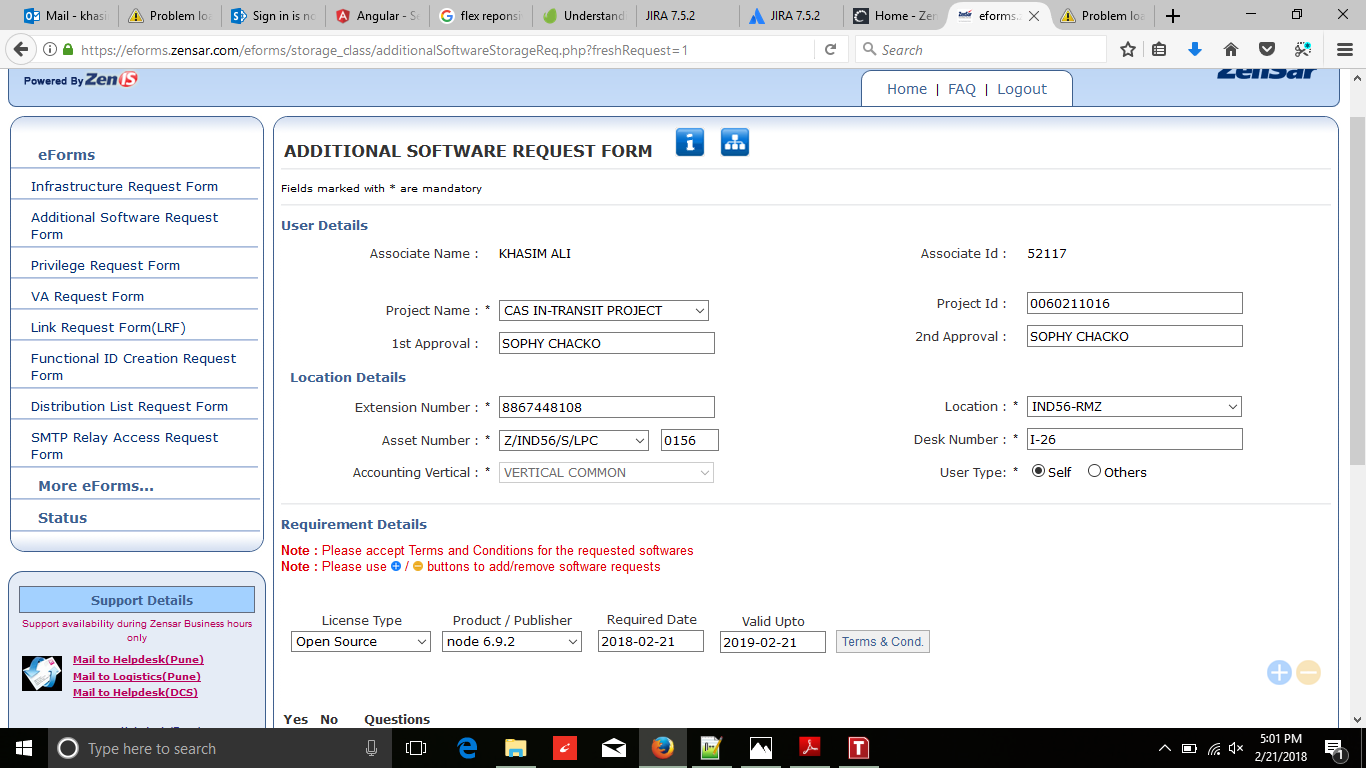 Mail - khasi
Problem loa
Sign in is no
Angular - Se
flex reponsi
Understand
JIRA 7.5.2
JIRA 7.5.2
Home - Zen
eforms...
Problem loa
https://eforms.zensar.com/eforms/storage_class/additionalSoftwareStorageReq.php?freshRequest=1
Search
Powered By ZenIS
zensar
Home | FAQ | Logout
eForms
Infrastructure Request Form
Additional Software Request
Form
Privilege Request Form
VA Request Form
Link Request Form(LRF)
Functional ID Creation Request
Form
Distribution List Request Form
SMTP Relay Access Request
Form
More eForms...
Status
Support Details
Support availability during Zensar Business hours
only
Mail to Helpdesk(Pune)
Mail to Logistics(Pune)
Mail to Helpdesk(DCS)
ADDITIONAL SOFTWARE REQUEST FORM
Fields marked with * are mandatory
User Details
Associate Name : KHASIM ALI
Associate Id : 52117
Project Name : * CAS IN-TRANSIT PROJECT
Project Id : 0060211016
1st Approval : SOPHY CHACKO
2nd Approval : SOPHY CHACKO
Location Details
Extension Number : * 8867448108
Location : * IND56-RMZ
Asset Number : * Z/IND56/S/LPC 0156
Desk Number : * I-26
Accounting Vertical : * VERTICAL COMMON
User Type: * Self Others
Requirement Details
Note : Please accept Terms and Conditions for the requested softwares
Note : Please use + / - buttons to add/remove software requests
License Type Product / Publisher Required Date Valid Upto
Open Source node 6.9.2 2018-02-21 2019-02-21 Terms & Cond.
Yes No Questions
Type here to search
5:01 PM
2/21/2018
1